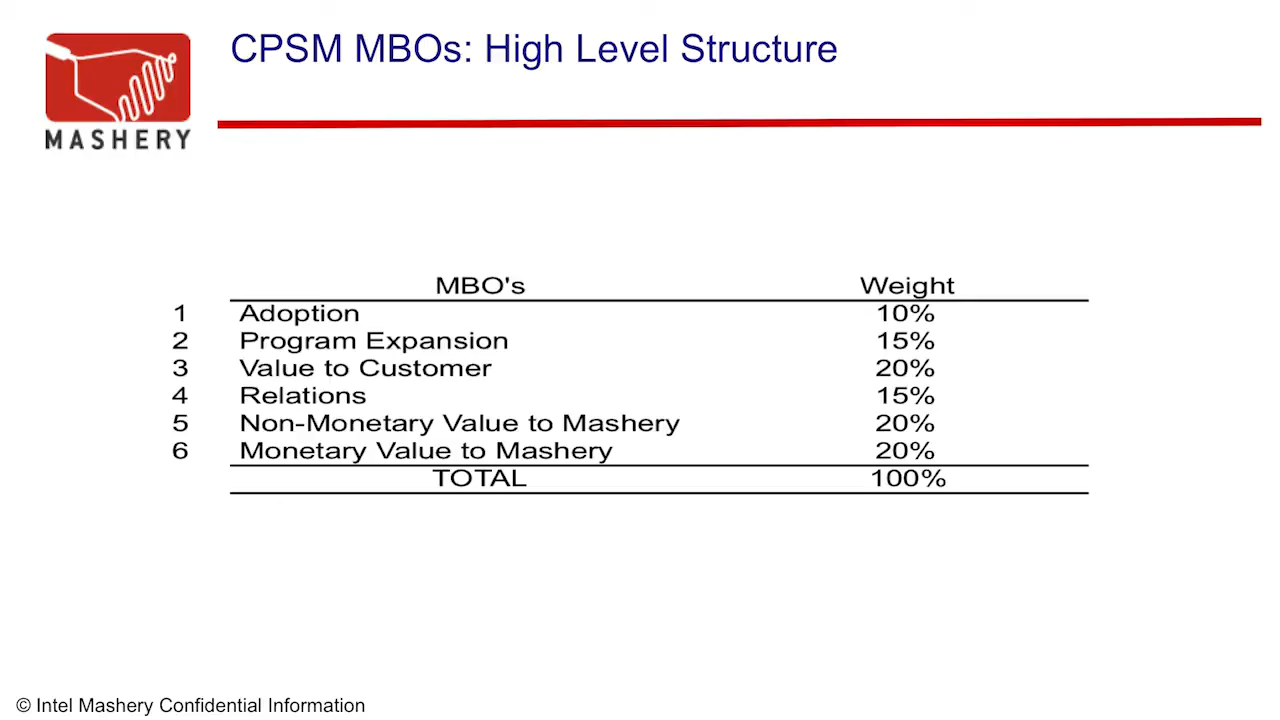 CPSM MBOs: High Level Structure
MASHERY
MBO's Weight
1 Adoption 10%
2 Program Expansion 15%
3 Value to Customer 20%
4 Relations 15%
5 Non-Monetary Value to Mashery 20%
6 Monetary Value to Mashery 20%
TOTAL 100%
© Intel Mashery Confidential Information